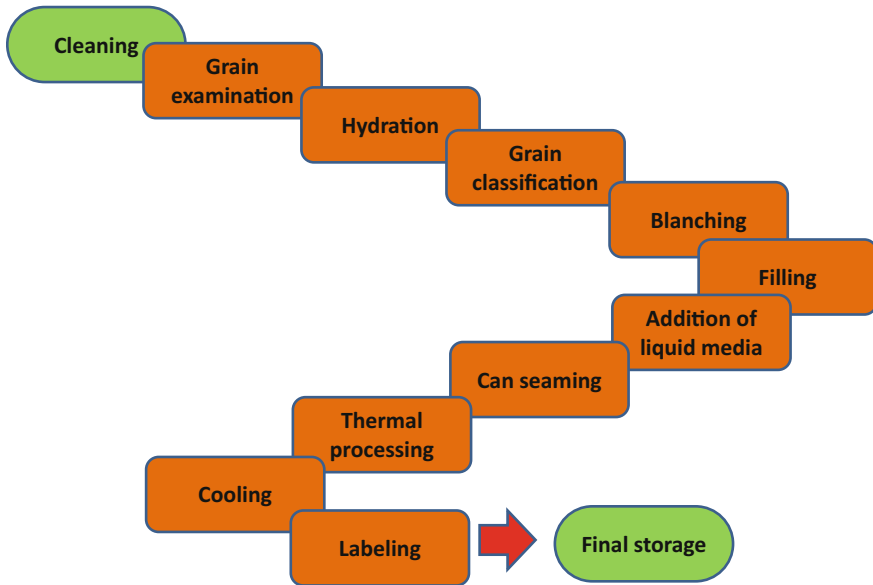 Cleaning
Grain
examination
Hydration
Grain
classification
Blanching
Filling
Addition of
liquid media
Can seaming
Thermal
processing
Cooling
Labeling
Final storage